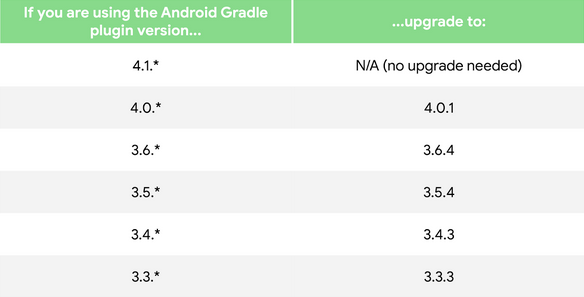 If you are using the Android Gradle
plugin version...
...upgrade to:
4.1.*
N/A (no upgrade needed)
4.0.*
4.0.1
3.6.*
3.6.4
3.5.*
3.5.4
3.4.*
3.4.3
3.3.*
3.3.3